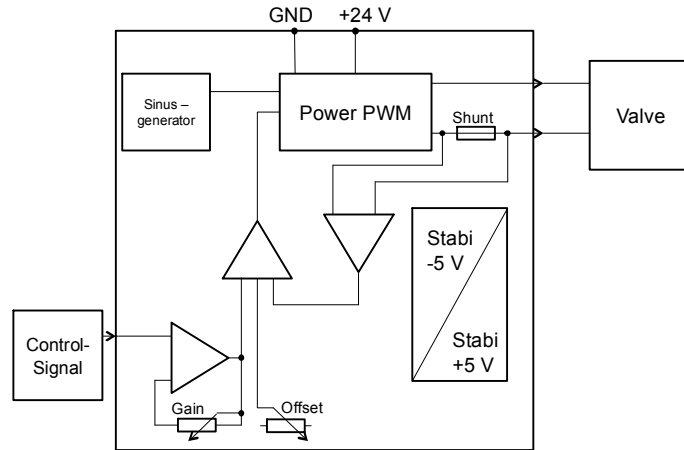 GND +24 V
Sinus –
generator
Power PWM
Shunt
Valve
Stabi
-5 V
Stabi
+5 V
Control-
Signal
Gain
Offset